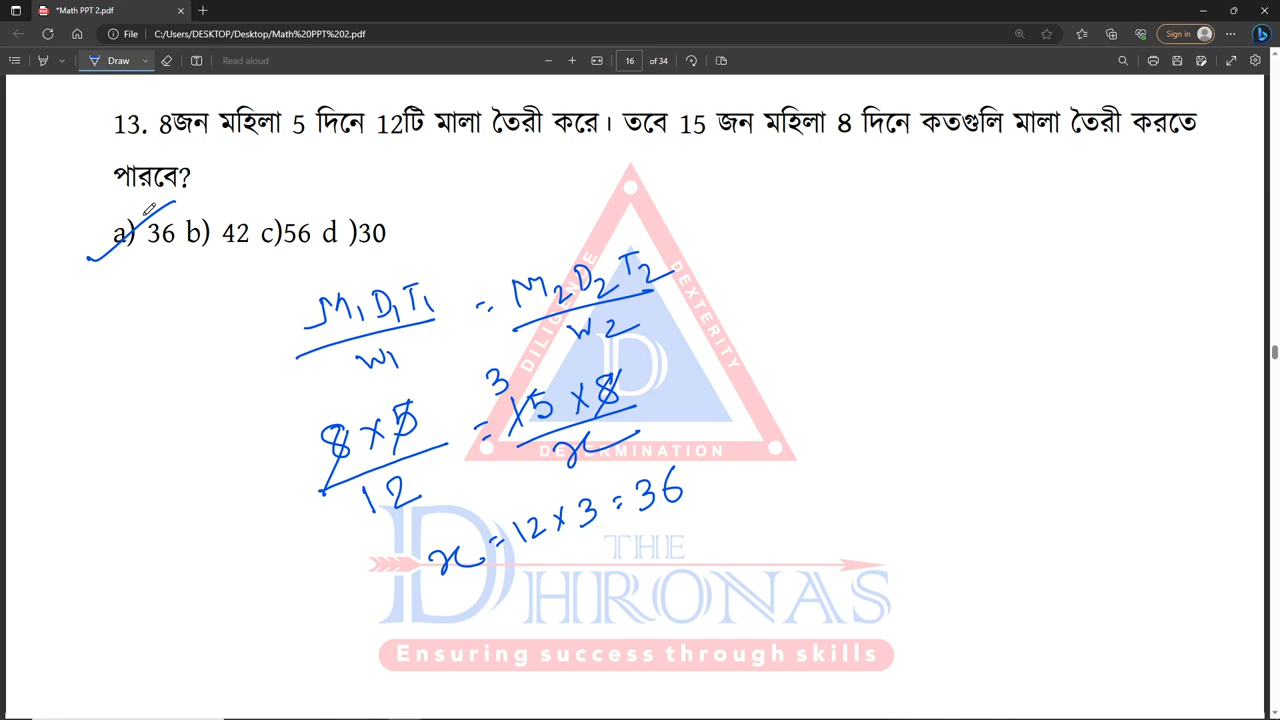 *Math PPT 2.pdf
File C:/Users/DESKTOP/Desktop/Math%20PPT%202.pdf Sign in
Draw Read aloud 16 of 34
13. 8জন মহিলা 5 দিনে 12টি মালা তৈরী করে। তবে 15 জন মহিলা 8 দিনে কতগুলি মালা তৈরী করতে
পারবে?
a) 36 b) 42 c)56 d )30
M1D1T1 / W1 = M2D2T2 / W2
8 x 5 / 12 = 3 15 x 8 / x
x = 12 x 3 = 36
DILIGENCE
DEXTERITY
D
DETERMINATION
THE
DHRONAS
Ensuring success through skills